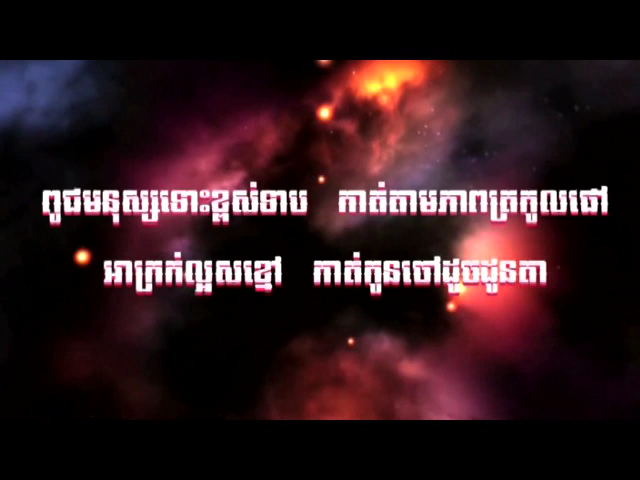 ពូជមនុស្សទោះខ្ពស់ទាប កាត់តាមភាពត្រកូលផៅ
អាក្រក់ល្អសខ្មៅ កាត់កូនចៅដូចដូនតា